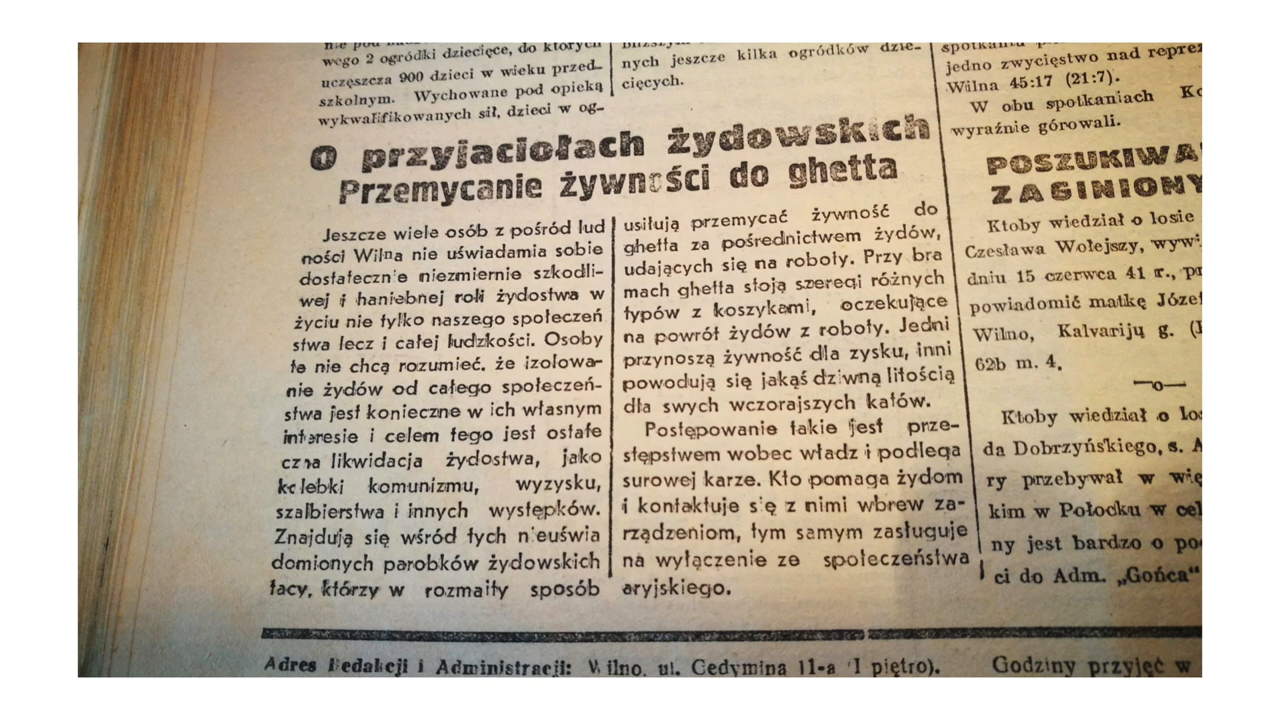 wego 2 ogródki dziecięce, do których
uczęszcza 900 dzieci w wieku przed-
szkolnym. Wychowane pod opieką
wykwalifikowanych sił, dzieci w og-
nych jeszcze kilka ogródków dzie-
cięcych.
O przyjaciołach żydowskich
Przemycanie żywności do ghetta
Jeszcze wiele osób z pośród lud
ności Wilna nie uświadamia sobie
dostatecznie niezmiernie szkodli-
wej i haniebnej roli żydostwa w
życiu nie tylko naszego społeczeń
stwa lecz i całej ludzkości. Osoby
te nie chcą rozumieć, że izolowa-
nie żydów od całego społeczeń-
stwa jest konieczne w ich własnym
interesie i celem tego jest ostate
czna likwidacja żydostwa, jako
kolebki komunizmu, wyzysku,
szalbierstwa i innych występków.
Znajdują się wśród tych nieuświa
domionych parobków żydowskich
tacy, którzy w rozmaity sposób
usiłują przemycać żywność do
ghetta za pośrednictwem żydów,
udających się na roboty. Przy bra
mach ghetta stoją szeregi różnych
typów z koszykami, oczekujące
na powrót żydów z roboty. Jedni
przynoszą żywność dla zysku, inni
powodują się jakąś dziwną litością
dla swych wczorajszych katów.
Postępowanie takie jest prze-
stępstwem wobec władz i podlega
surowej karze. Kto pomaga żydom
i kontaktuje się z nimi wbrew za-
rządzeniom, tym samym zasługuje
na wyłączenie ze społeczeństwa
aryjskiego.
jedno zwycięstwo nad
Wilna 45:17 (21:7).
W obu spotkaniach
wyraźnie górowali.
POSZUKIWA
ZAGINIONY
Ktoby wiedział o losie
Czesława Wołejszy,
dniu 15 czerwca 41 r.,
powiadomić matkę
Wilno, Kalvarijų g.
62b m. 4.
—o—
Ktoby wiedział o
da Dobrzyńskiego, s. A
ry przebywał w
kim w Połocku w
ny jest bardzo o
ci do Adm. „Gońca"
Adres Redakcji i Administracji: Wilno, ul. Gedymina 11-a (I piętro).
Godziny przyjęć w